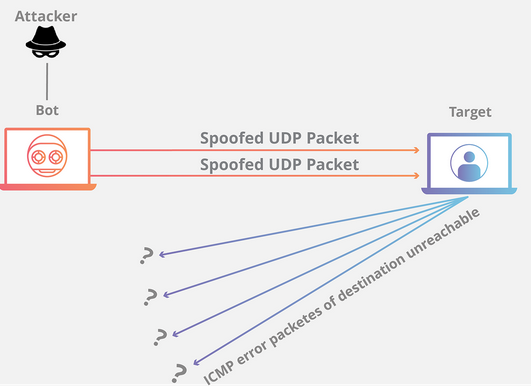 Attacker
Bot
Target
Spoofed UDP Packet
Spoofed UDP Packet
?
?
?
?
ICMP error packetes of destination unreachable